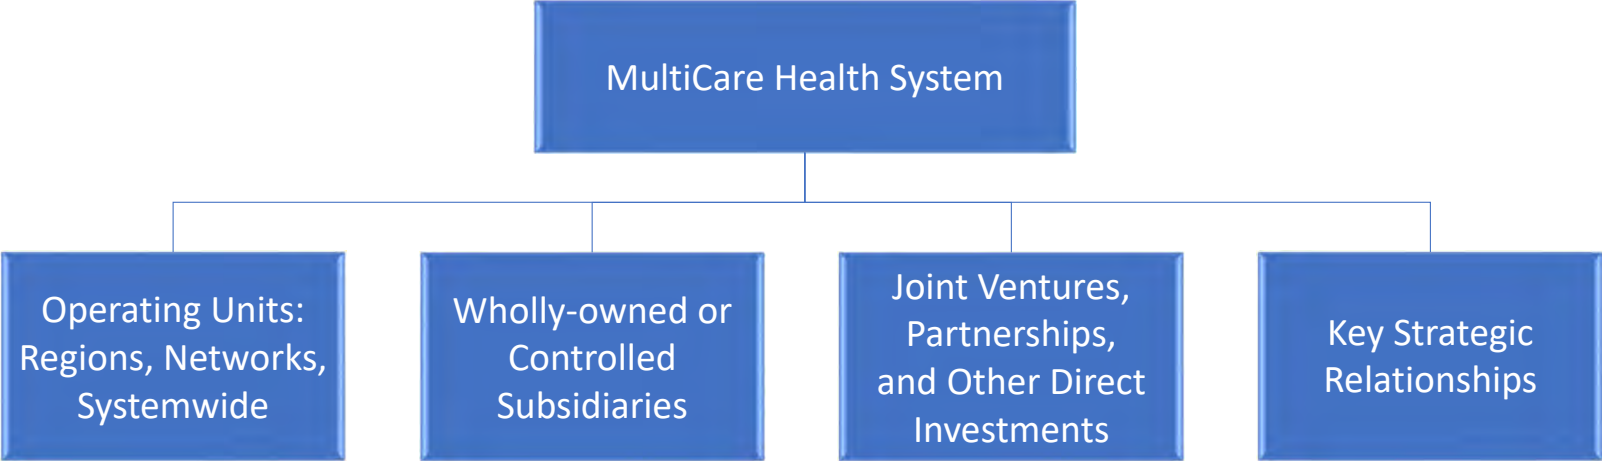 MultiCare Health System
Operating Units:
Regions, Networks,
Systemwide
Wholly-owned or
Controlled
Subsidiaries
Joint Ventures,
Partnerships,
and Other Direct
Investments
Key Strategic
Relationships